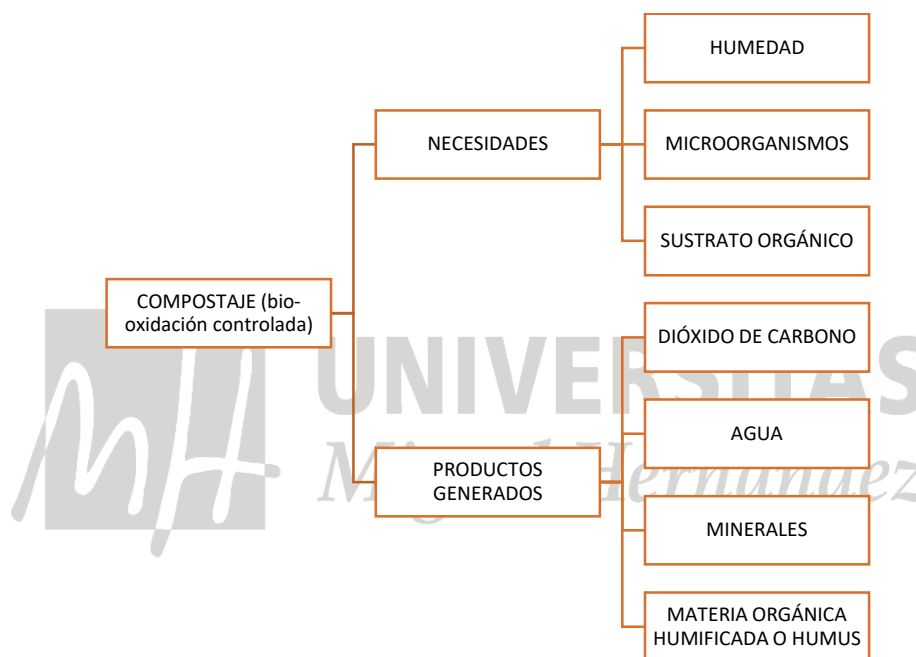 HUMEDAD
NECESIDADES
MICROORGANISMOS
SUSTRATO ORGÁNICO
COMPOSTAJE (bio-
oxidación controlada)
DIÓXIDO DE CARBONO
UNIVERSITAS
AGUA
PRODUCTOS
GENERADOS
Miguel Hernández
MINERALES
MATERIA ORGÁNICA
HUMIFICADA O HUMUS